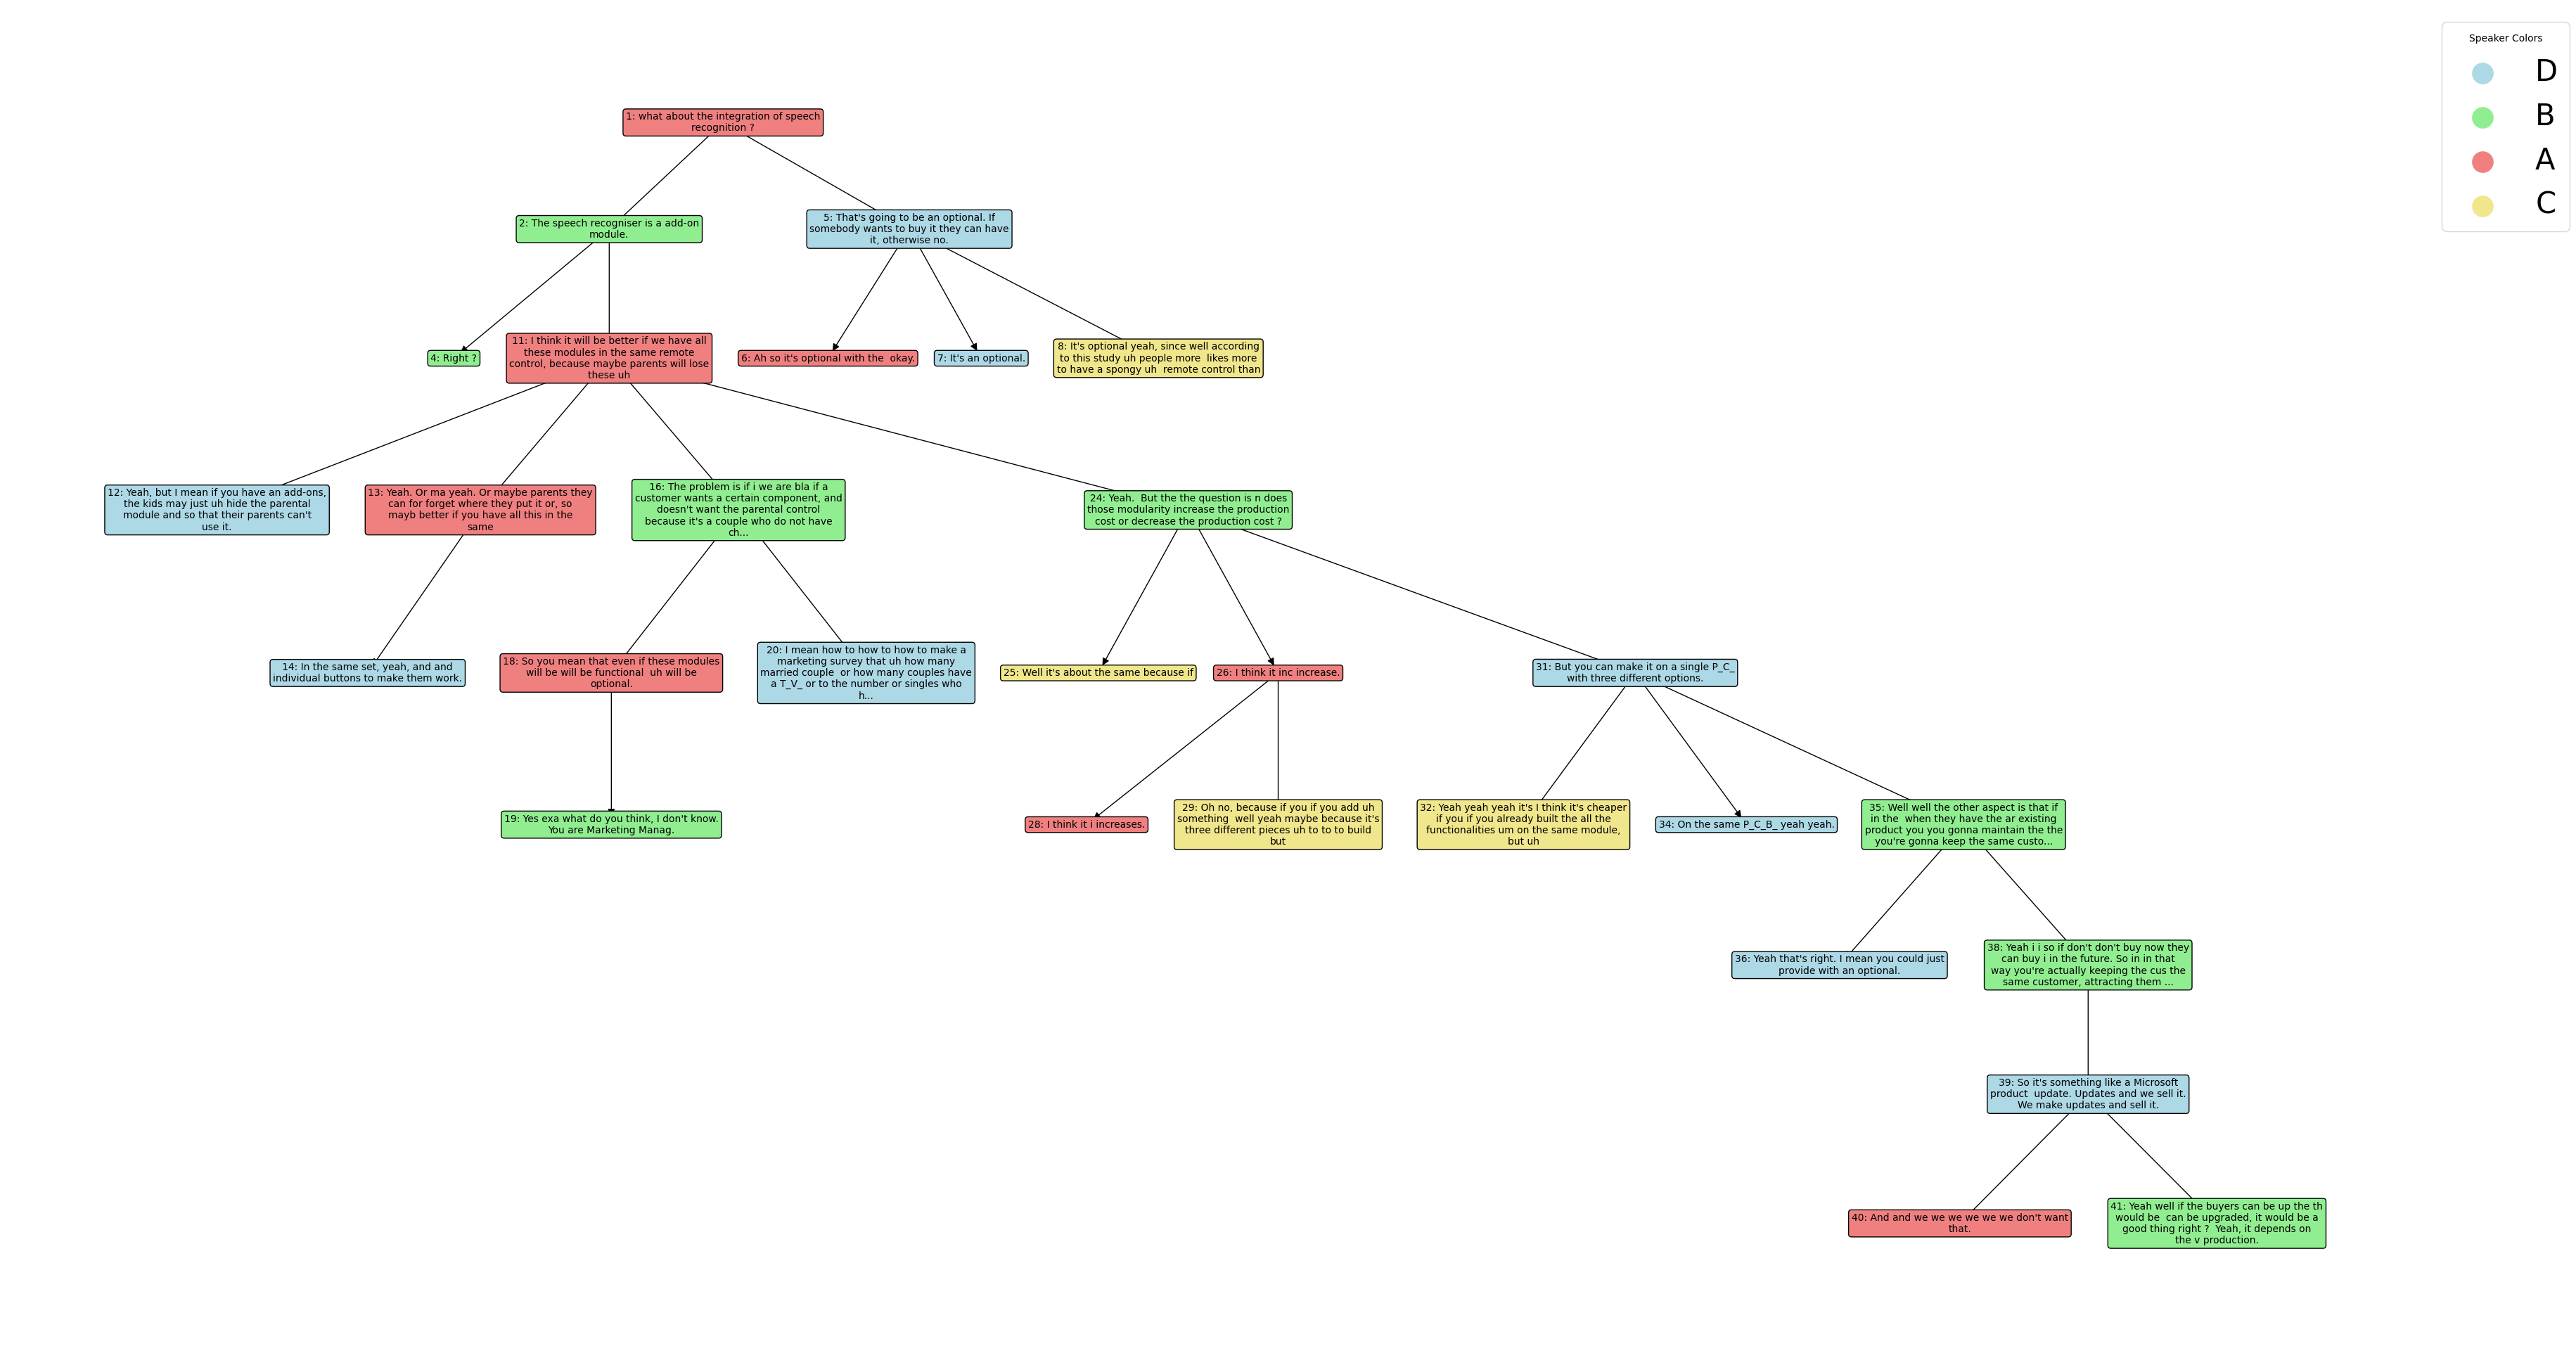 Speaker Colors
D
B
A
C
1: what about the integration of speech
recognition ?
2: The speech recogniser is a add-on
module.
5: That's going to be an optional. If
somebody wants to buy it they can have
it, otherwise no.
4: Right ?
11: I think it will be better if we have all
these modules in the same remote
control, because maybe parents will lose
these uh
6: Ah so it's optional with the  okay.
7: It's an optional.
8: It's optional yeah, since well according
to this study uh people more  likes more
to have a spongy uh  remote control than
12: Yeah, but I mean if you have an add-ons,
the kids may just uh hide the parental
module and so that their parents can't
use it.
13: Yeah. Or ma yeah. Or maybe parents they
can for forget where they put it or, so
mayb better if you have all this in the
same
16: The problem is if i we are bla if a
customer wants a certain component, and
doesn't want the parental control
because it's a couple who do not have
ch...
24: Yeah.  But the the question is n does
those modularity increase the production
cost or decrease the production cost ?
14: In the same set, yeah, and and
individual buttons to make them work.
18: So you mean that even if these modules
will be will be functional  uh will be
optional.
20: I mean how to how to how to make a
marketing survey that uh how many
married couple  or how many couples have
a T_V_ or to the number or singles who
h...
25: Well it's about the same because if
26: I think it inc increase.
31: But you can make it on a single P_C_
with three different options.
19: Yes exa what do you think, I don't know.
You are Marketing Manag.
28: I think it i increases.
29: Oh no, because if you if you add uh
something  well yeah maybe because it's
three different pieces uh to to to build
but
32: Yeah yeah yeah it's I think it's cheaper
if you if you already built the all the
functionalities um on the same module,
but uh
34: On the same P_C_B_ yeah yeah.
35: Well well the other aspect is that if
in the  when they have the ar existing
product you you gonna maintain the the
you're gonna keep the same custo...
36: Yeah that's right. I mean you could just
provide with an optional.
38: Yeah i i so if don't don't buy now they
can buy i in the future. So in in that
way you're actually keeping the cus the
same customer, attracting them ...
39: So it's something like a Microsoft
product  update. Updates and we sell it.
We make updates and sell it.
40: And and we we we we we we don't want
that.
41: Yeah well if the buyers can be up the th
would be  can be upgraded, it would be a
good thing right ?  Yeah, it depends on
the v production.